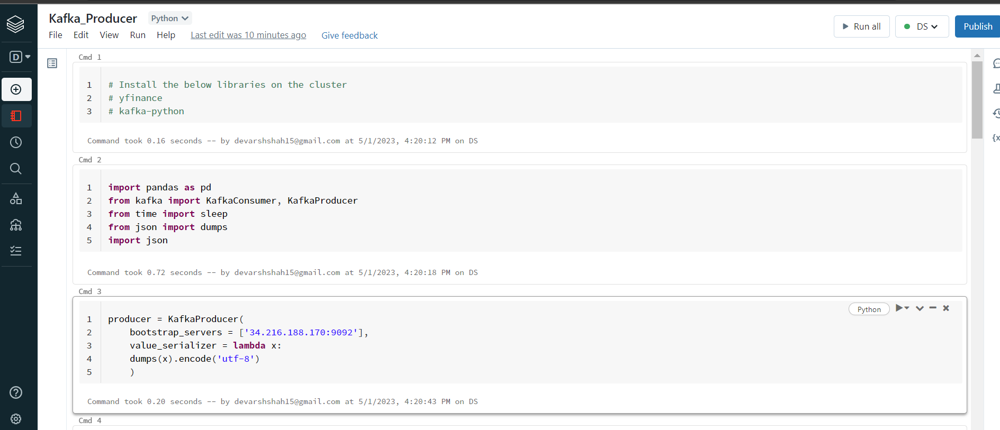 Kafka_Producer Python
Run all DS Publish
File Edit View Run Help Last edit was 10 minutes ago Give feedback
D
Cmd 1
1 # Install the below libraries on the cluster
2 # yfinance
3 # kafka-python
Command took 0.16 seconds -- by devarshshah15@gmail.com at 5/1/2023, 4:20:12 PM on DS
Cmd 2
1 import pandas as pd
2 from kafka import KafkaConsumer, KafkaProducer
3 from time import sleep
4 from json import dumps
5 import json
Command took 0.72 seconds -- by devarshshah15@gmail.com at 5/1/2023, 4:20:18 PM on DS
Cmd 3
Python
1 producer = KafkaProducer(
2 bootstrap_servers = ['34.216.188.170:9092'],
3 value_serializer = lambda x:
4 dumps(x).encode('utf-8')
5 )
Command took 0.20 seconds -- by devarshshah15@gmail.com at 5/1/2023, 4:20:43 PM on DS
Cmd 4